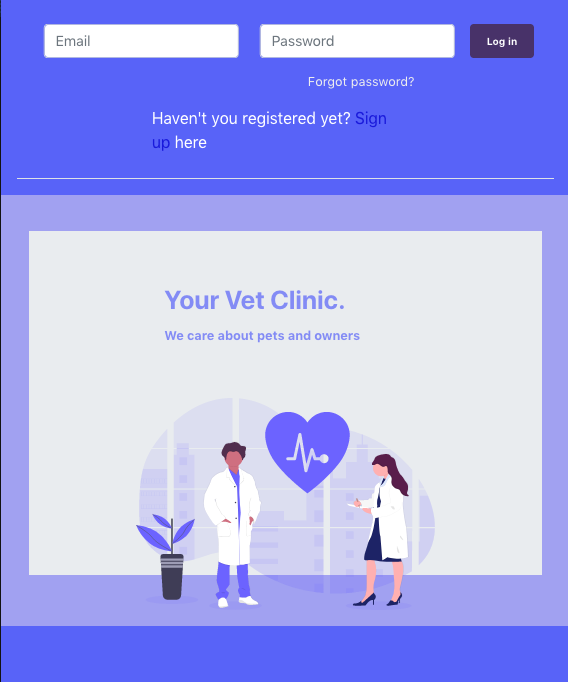 Email
Password
Log in
Forgot password?
Haven't you registered yet? Sign
up here
Your Vet Clinic.
We care about pets and owners